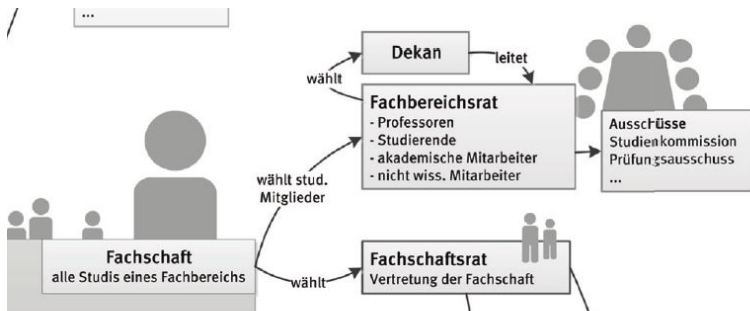 ...
Dekan
wählt
leitet
Fachbereichsrat
- Professoren
- Studierende
- akademische Mitarbeiter
- nicht wiss. Mitarbeiter
Ausschüsse
Studienkommission
Prüfungsausschuss
...
wählt stud.
Mitglieder
Fachschaft
alle Studis eines Fachbereichs
wählt
Fachschaftsrat
Vertretung der Fachschaft